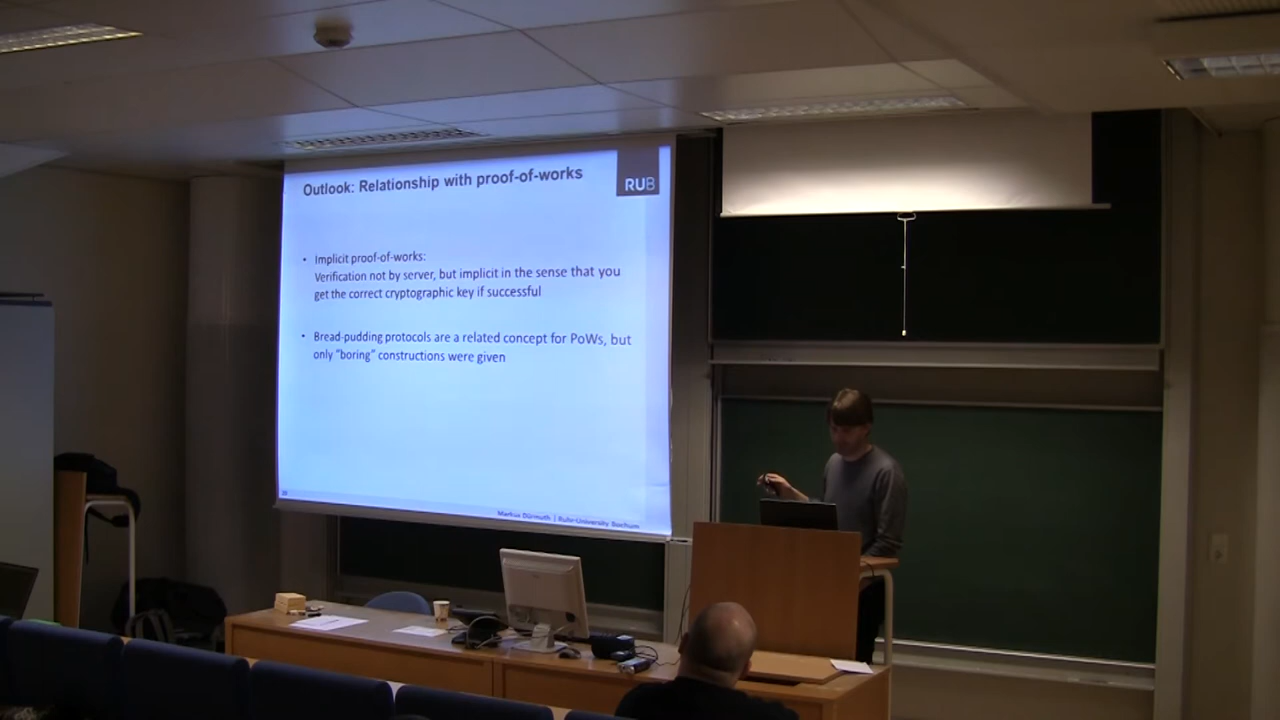 Outlook: Relationship with proof-of-works
RUB
• Implicit proof-of-works:
Verification not by server, but implicit in the sense that you
get the correct cryptographic key if successful
• Bread-pudding protocols are a related concept for PoWs, but
only "boring" constructions were given
Markus Dürmuth | Ruhr-University Bochum